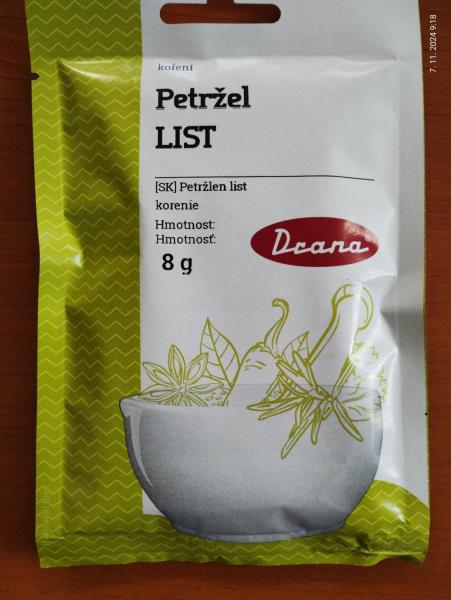 7. 11. 2024 9:18
koření
Petržel
LIST
[SK] Petržlen list
korenie
Hmotnost:
Hmotnosť:
8 g
Drana